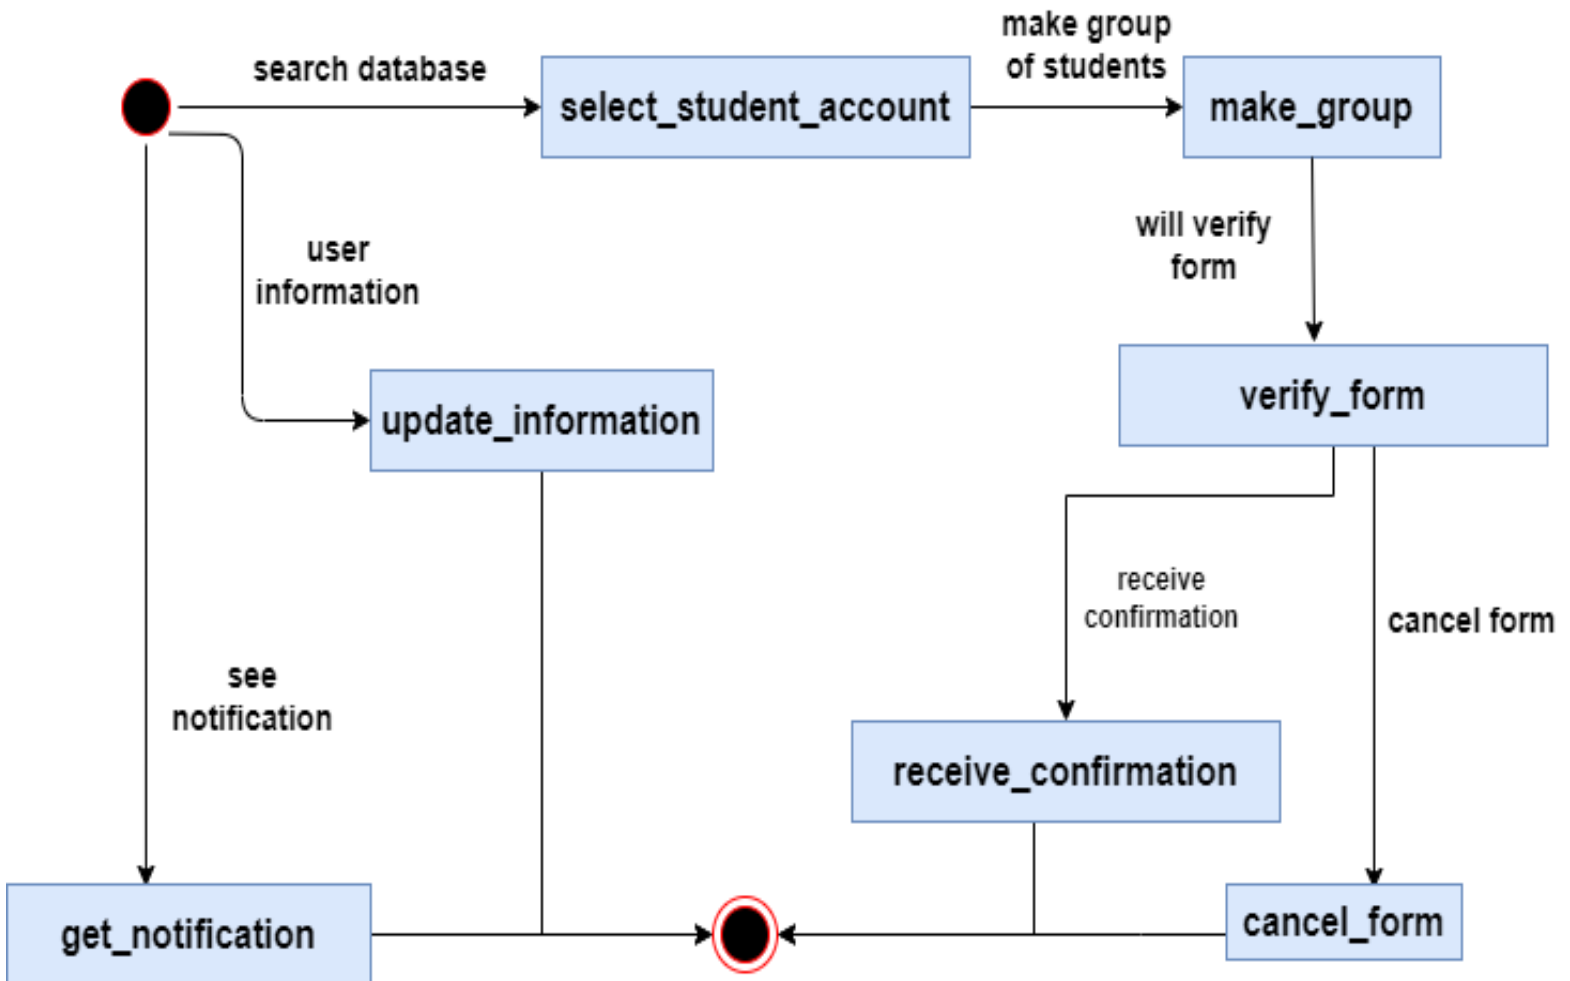 search database
make group
of students
select_student_account
make_group
will verify
form
user
information
update_information
verify_form
receive
confirmation
cancel form
see
notification
receive_confirmation
get_notification
cancel_form